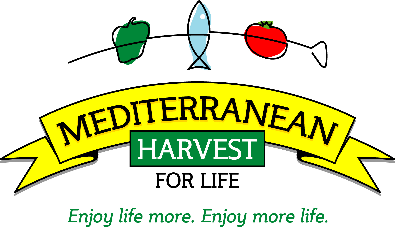 MEDITERRANEAN
HARVEST
FOR LIFE
Enjoy life more. Enjoy more life.